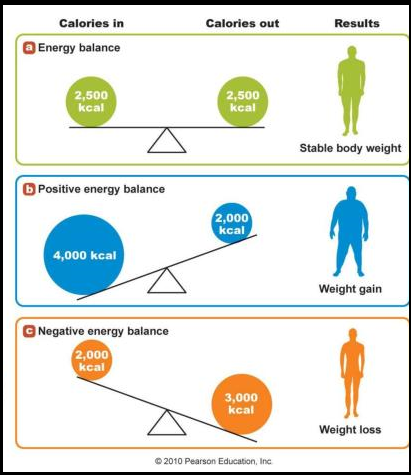 Calories in Calories out Results
a Energy balance
2,500
kcal
2,500
kcal
Stable body weight
b Positive energy balance
4,000 kcal
2,000
kcal
Weight gain
c Negative energy balance
2,000
kcal
3,000
kcal
Weight loss
© 2010 Pearson Education, Inc.